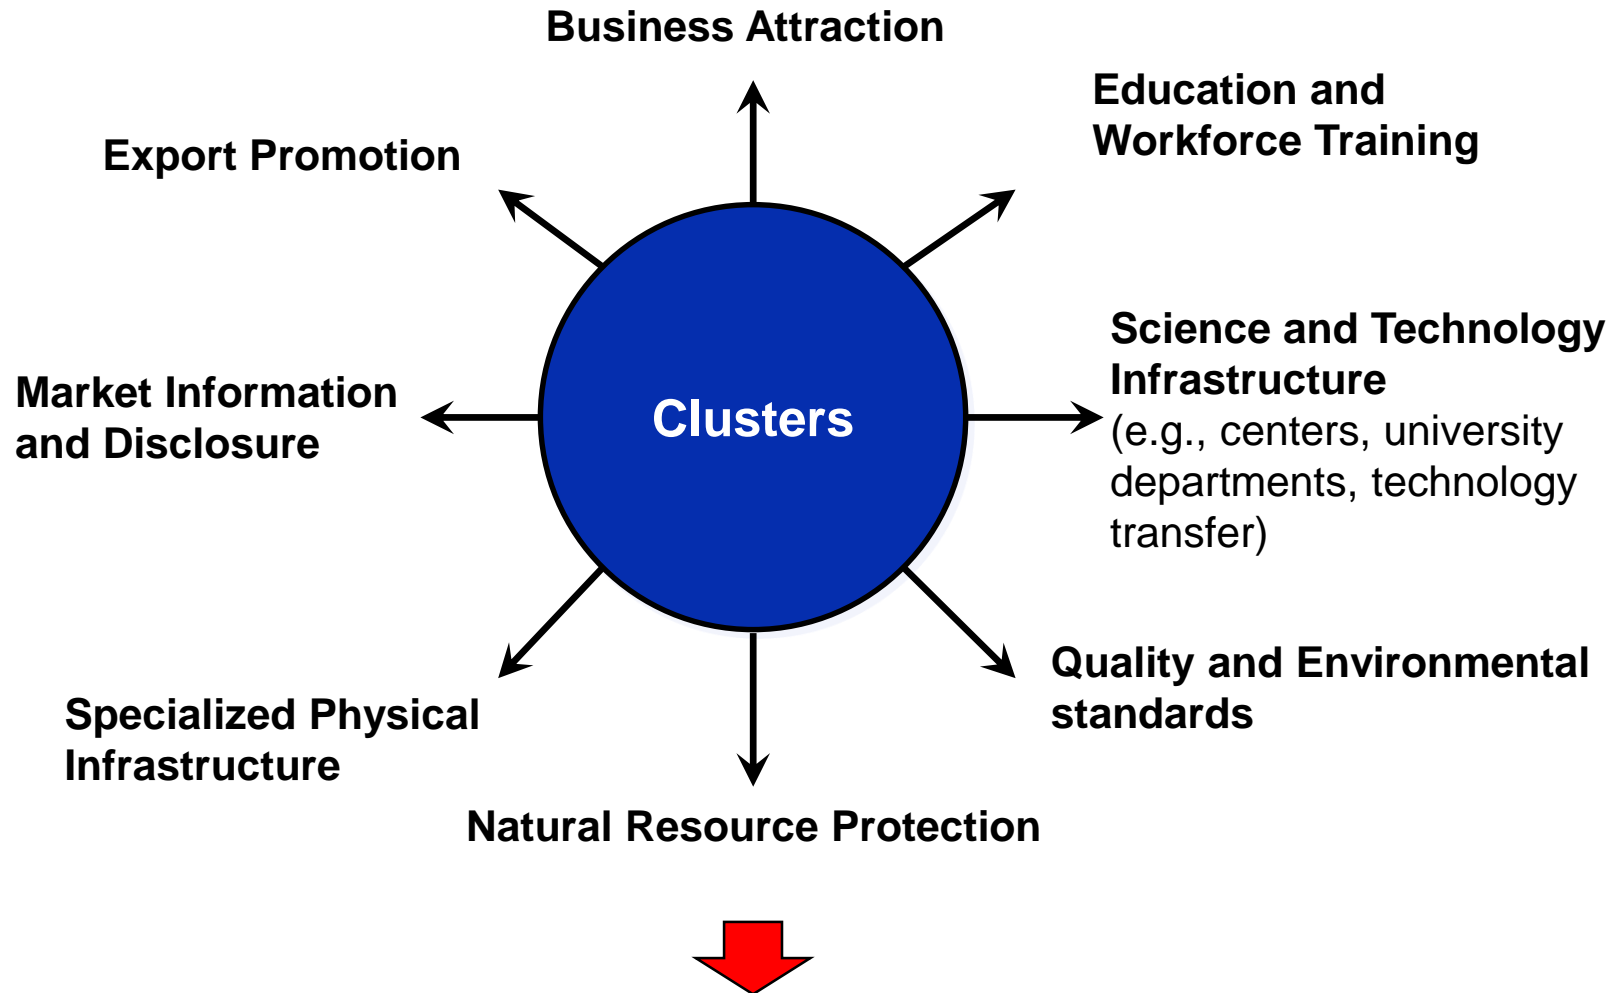 Business Attraction
Education and
Workforce Training
Export Promotion
Science and Technology
Infrastructure
(e.g., centers, university
departments, technology
transfer)
Market Information
and Disclosure
Clusters
Quality and Environmental
standards
Specialized Physical
Infrastructure
Natural Resource Protection